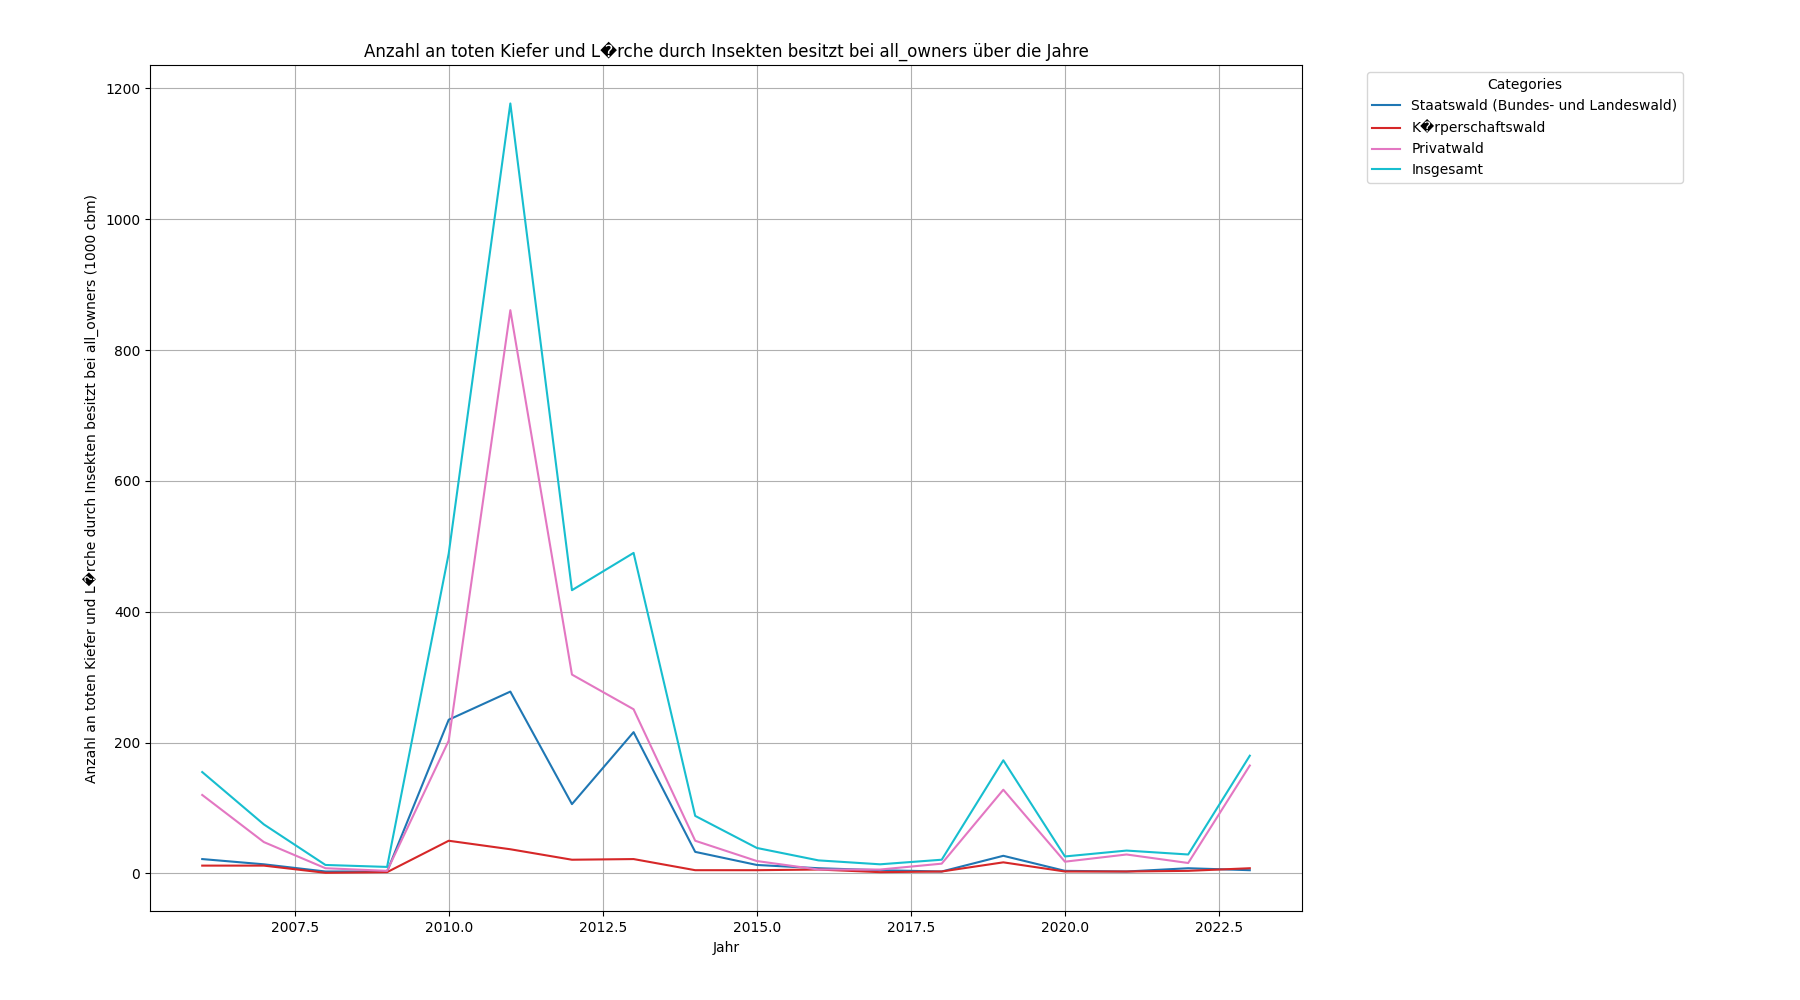 Anzahl an toten Kiefer und L�rche durch Insekten besitzt bei all_owners über die Jahre
Categories
Staatswald (Bundes- und Landeswald)
K�rperschaftswald
Privatwald
Insgesamt
Anzahl an toten Kiefer und L�rche durch Insekten besitzt bei all_owners (1000 cbm)
1200
1000
800
600
400
200
0
2007.5 2010.0 2012.5 2015.0 2017.5 2020.0 2022.5
Jahr